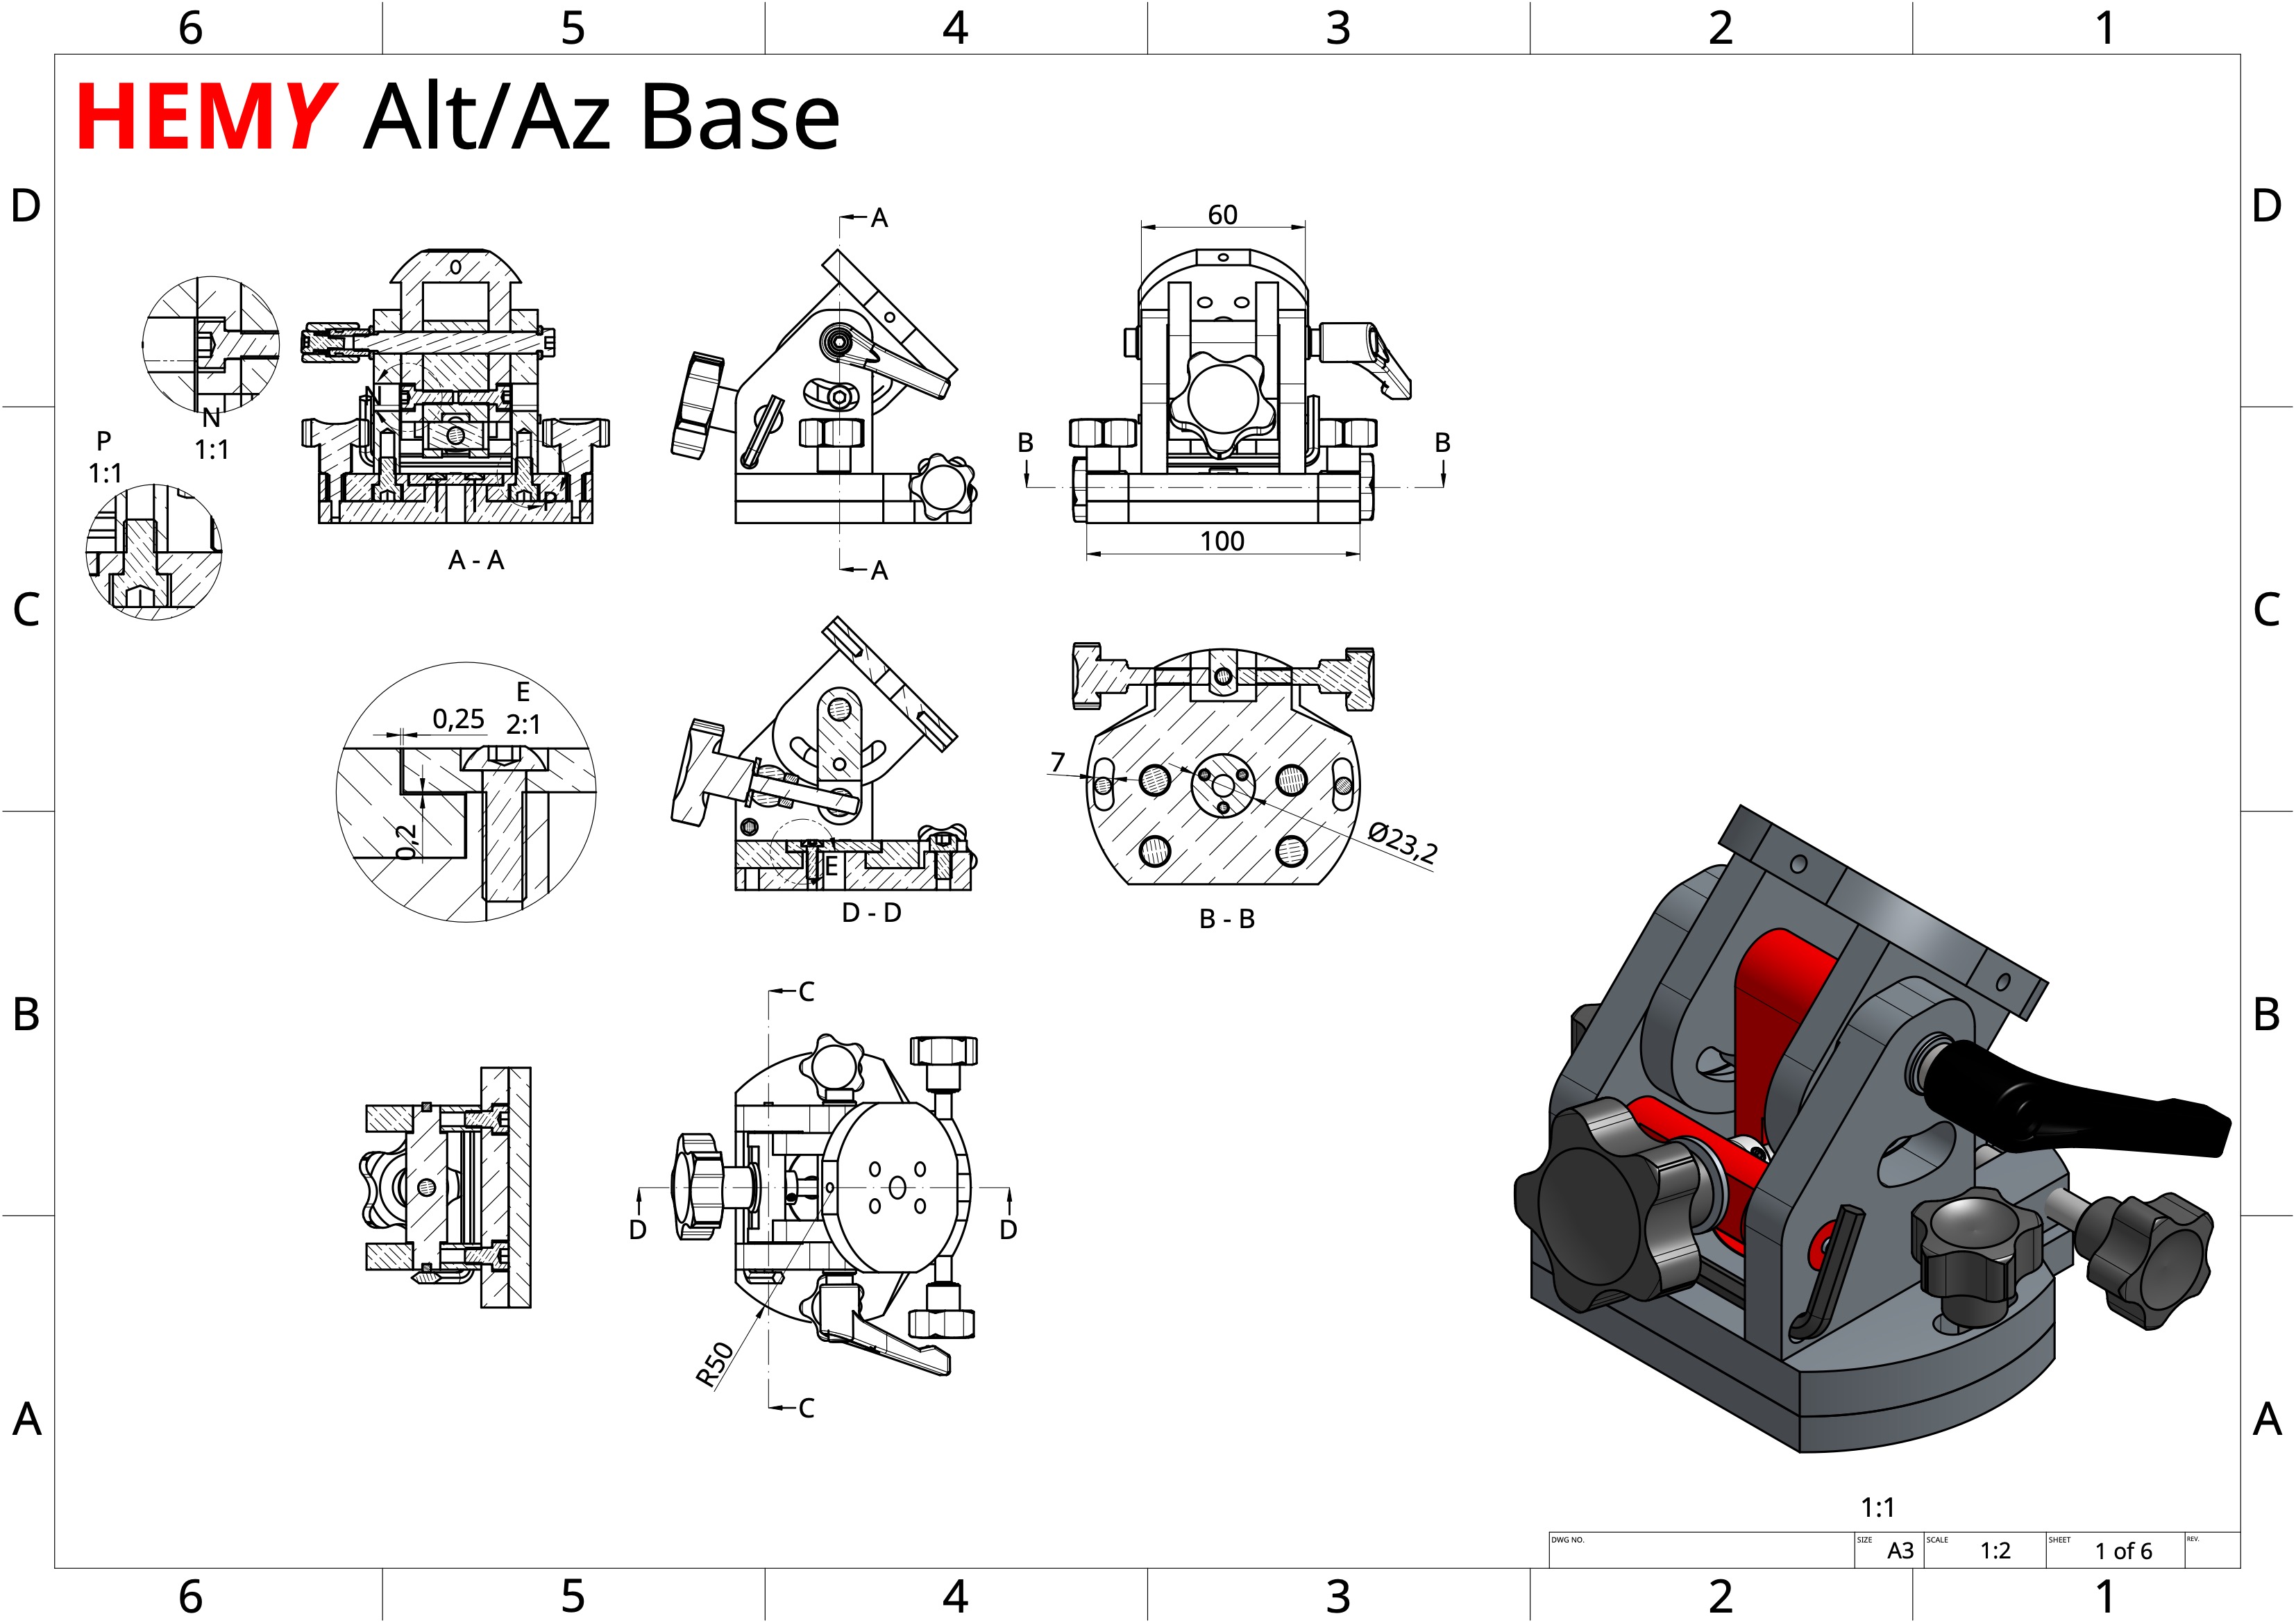 6 5 4 3 2 1
HEMY Alt/Az Base
D D
A
60
N
1:1
P
1:1
N
P
B B
A - A
A
100
C C
E
2:1
0,25
0,2
E
7
Ø23,2
D - D
B - B
C
B B
D D
R50
C
A A
1:1
DWG NO. SIZE A3 SCALE 1:2 SHEET 1 of 6 REV.
6 5 4 3 2 1